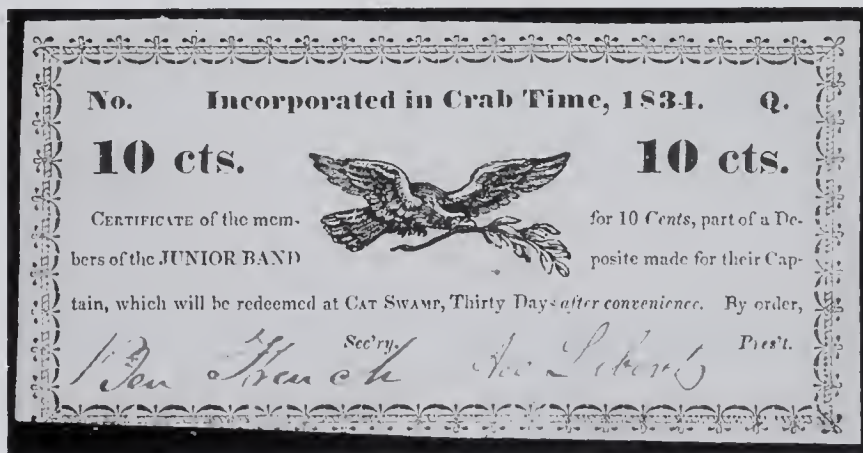 No. Incorporated in Crab Time, 1834. Q.
10 cts. 10 cts.
CERTIFICATE of the mem- for 10 Cents, part of a De-
bers of the JUNIOR BAND posite made for their Cap-
tain, which will be redeemed at CAT SWAMP, Thirty Days after convenience. By order,
Sec'ry. Pres't.
Ben French Liberty